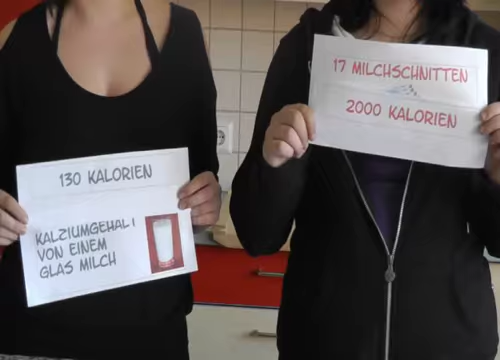 130 KALORIEN
KALZIUMGEHALT
VON EINEM
GLAS MILCH
17 MILCHSCHNITTEN
2000 KALORIEN